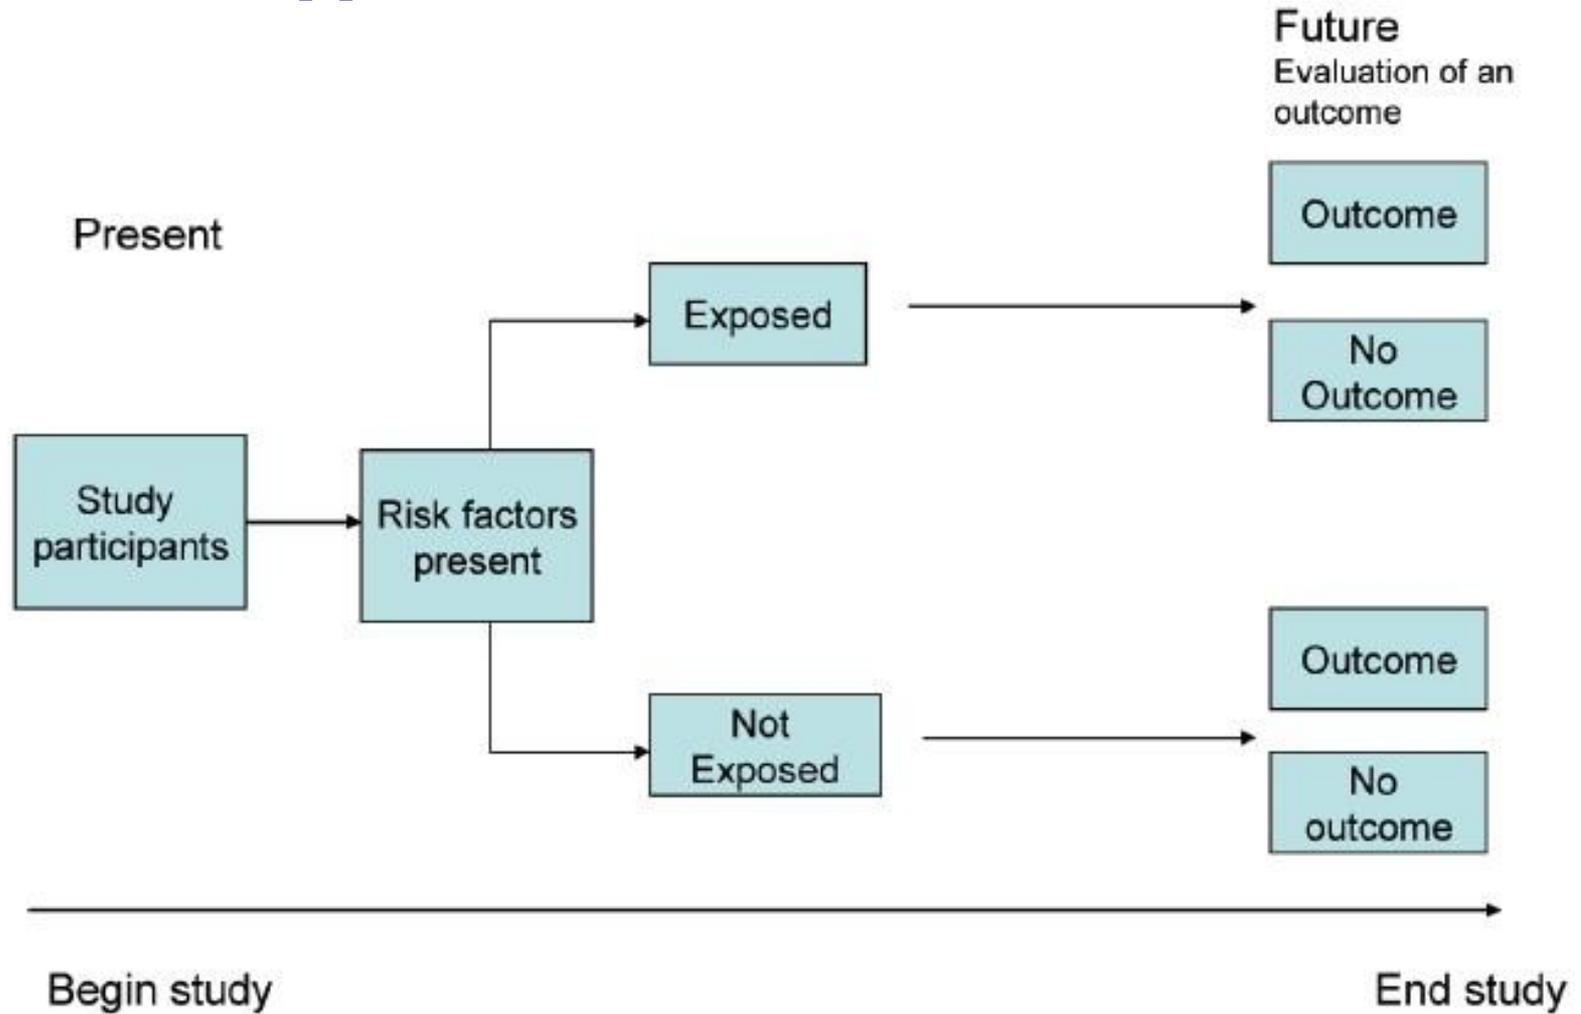 Future
Evaluation of an
outcome
Present
Outcome
Exposed
No
Outcome
Study
participants
Risk factors
present
Outcome
Not
Exposed
No
outcome
Begin study
End study